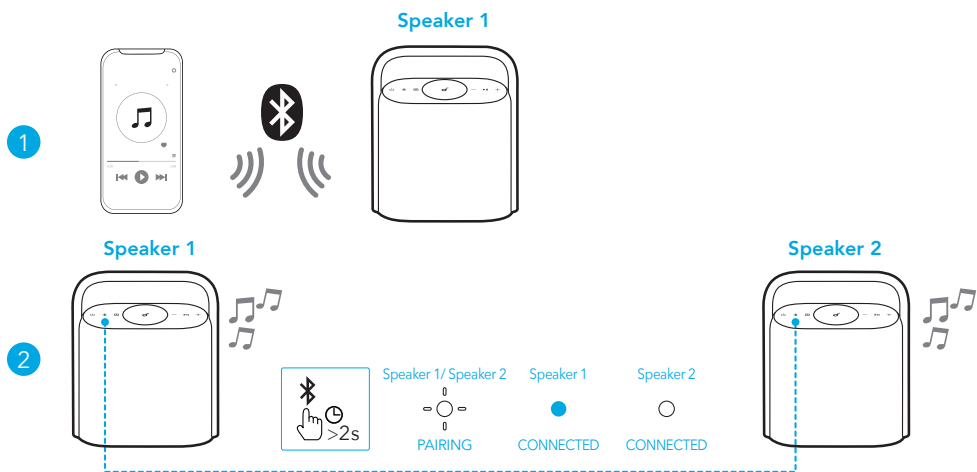 Speaker 1
1
Speaker 1
Speaker 2
2
>2s
Speaker 1/ Speaker 2
Speaker 1
Speaker 2
PAIRING
CONNECTED
CONNECTED